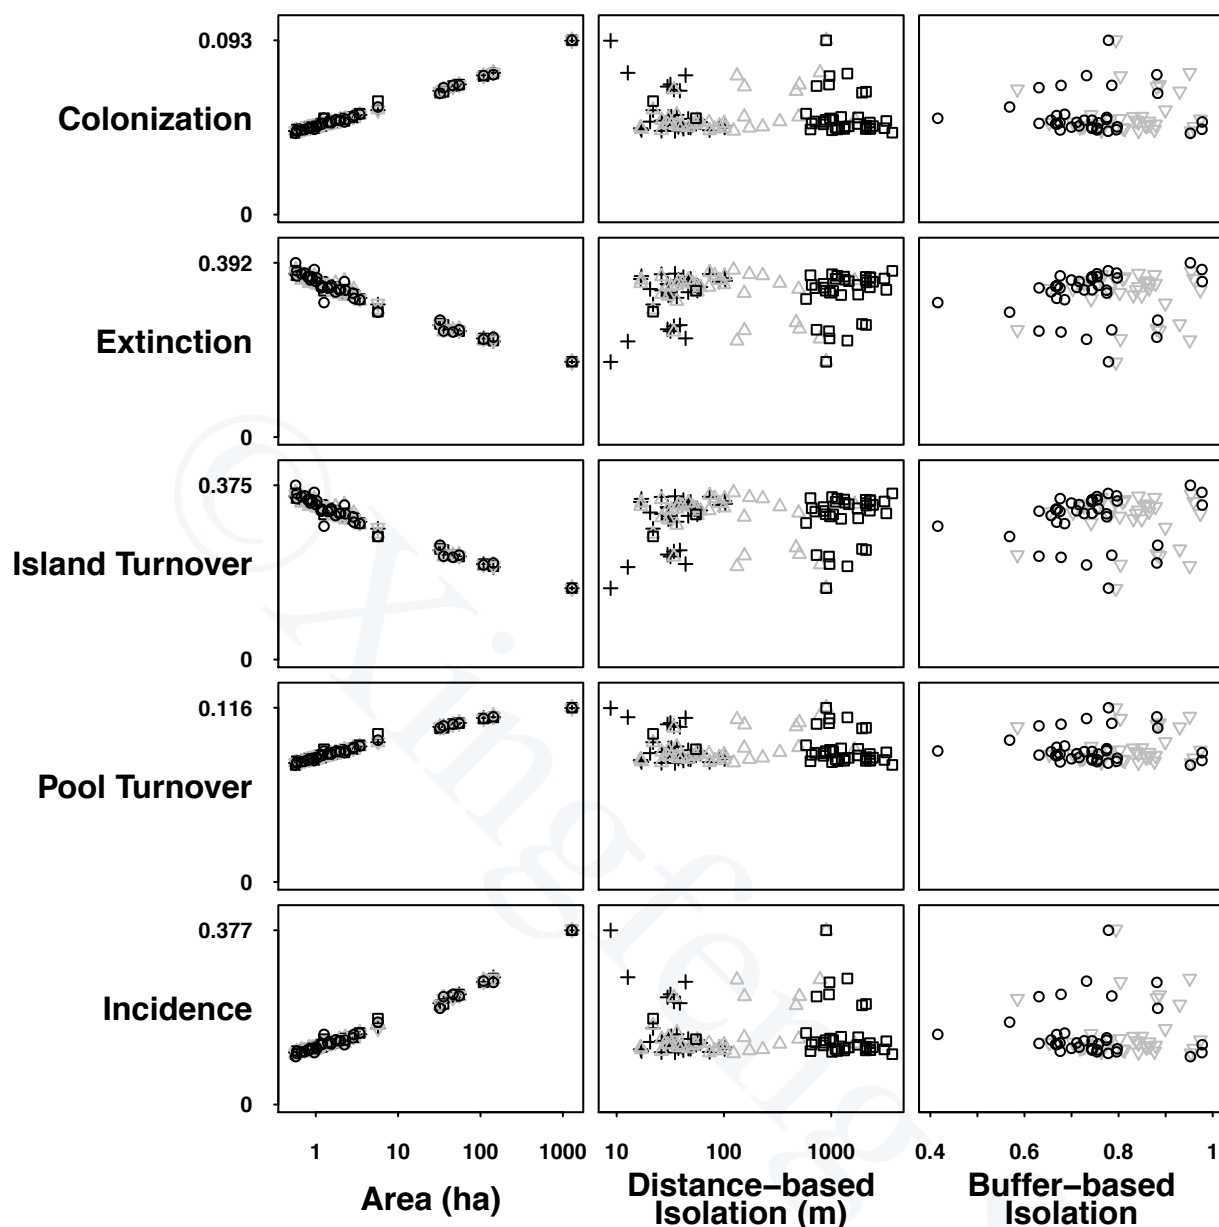 0.093
Colonization
0
0.392
Extinction
0
0.375
Island Turnover
0
0.116
Pool Turnover
0
0.377
Incidence
0
1 10 100 1000 10 100 1000 0.4 0.6 0.8 1
Area (ha) Distance-based Isolation (m) Buffer-based Isolation
©Xingfeng